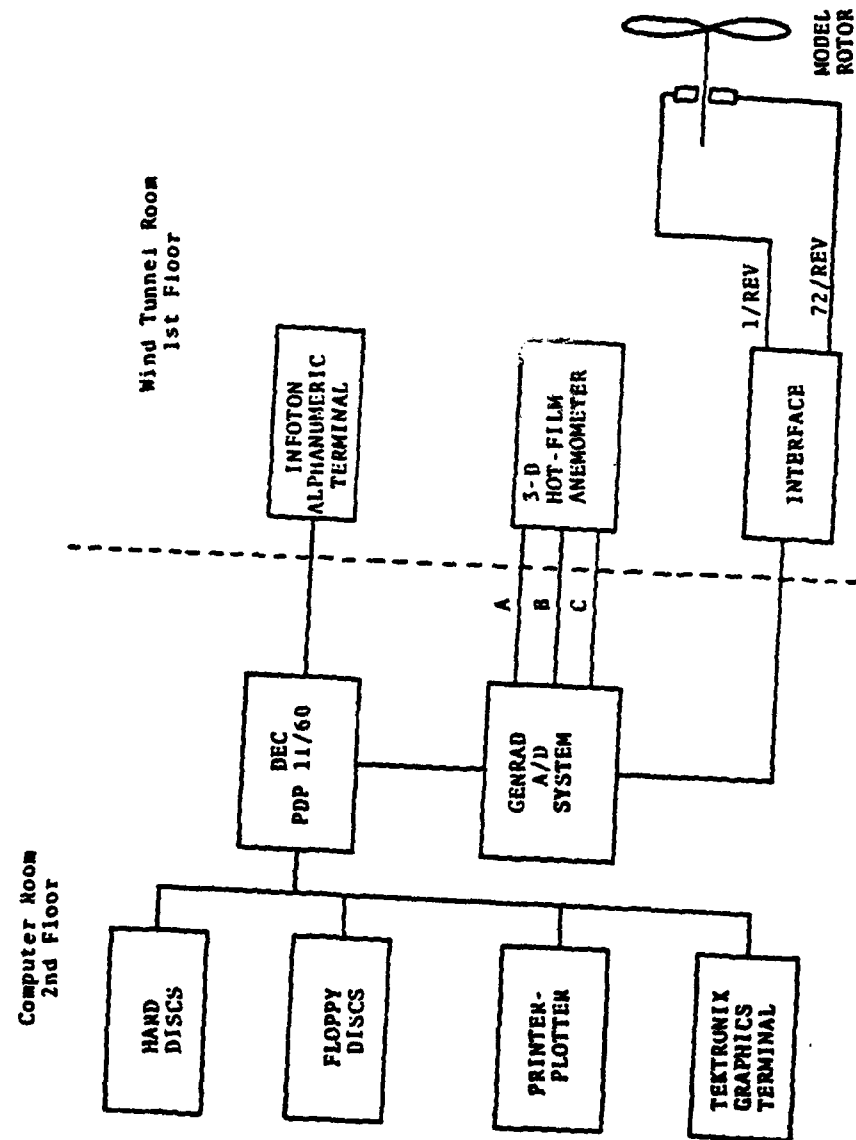 Computer Room
2nd Floor
Wind Tunnel Room
1st Floor
HARD
DISCS
FLOPPY
DISCS
PRINTER-
PLOTTER
TEKTRONIX
GRAPHICS
TERMINAL
DEC
PDP 11/60
GENRAD
A/D
SYSTEM
A
B
C
INFOTON
ALPHANUMERIC
TERMINAL
3-D
HOT-FILM
ANEMOMETER
INTERFACE
1/REV
72/REV
MODEL
ROTOR